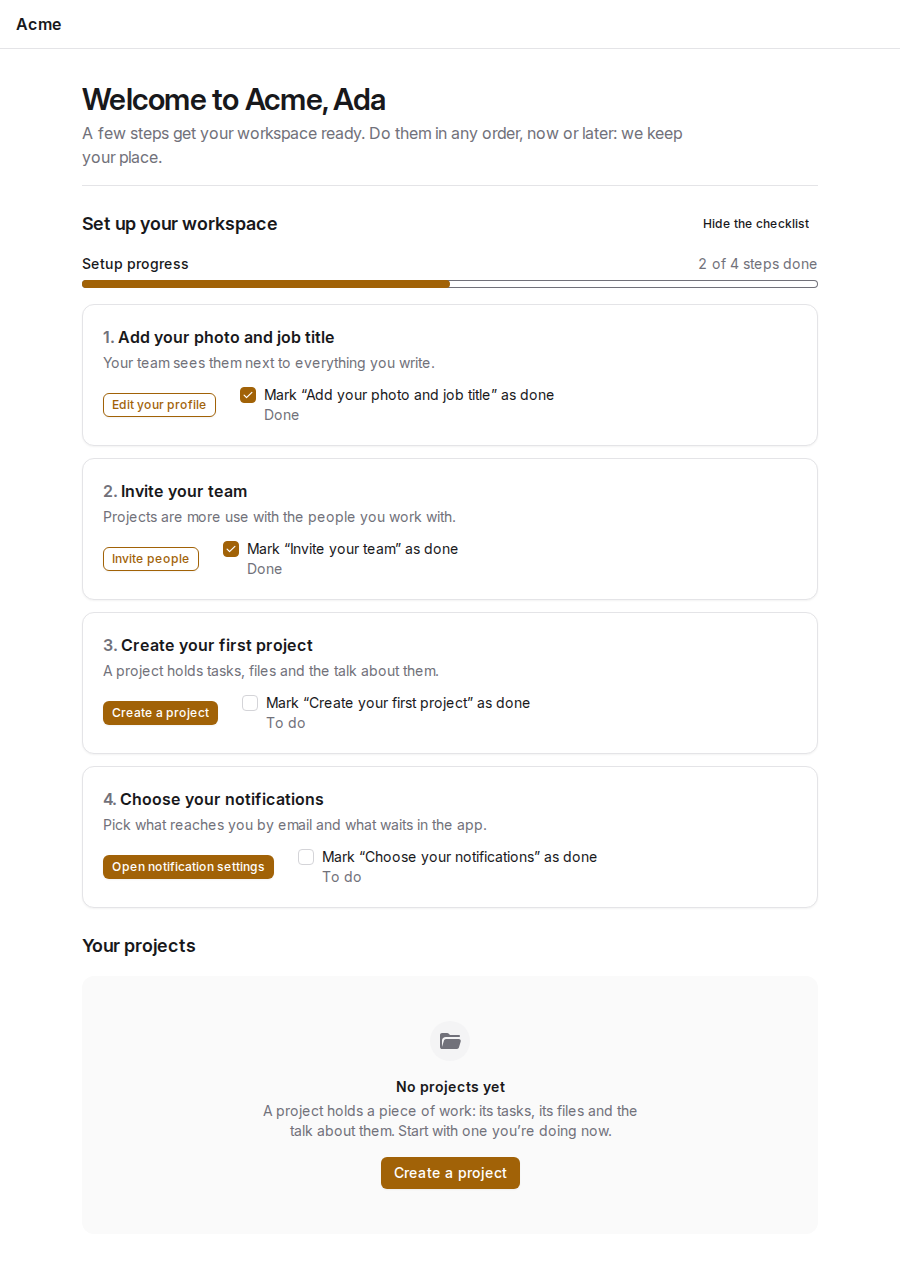 Acme
Welcome to Acme, Ada
A few steps get your workspace ready. Do them in any order, now or later: we keep
your place.
Set up your workspace
Hide the checklist
Setup progress
2 of 4 steps done
1. Add your photo and job title
Your team sees them next to everything you write.
Edit your profile
Mark “Add your photo and job title” as done
Done
2. Invite your team
Projects are more use with the people you work with.
Invite people
Mark “Invite your team” as done
Done
3. Create your first project
A project holds tasks, files and the talk about them.
Create a project
Mark “Create your first project” as done
To do
4. Choose your notifications
Pick what reaches you by email and what waits in the app.
Open notification settings
Mark “Choose your notifications” as done
To do
Your projects
No projects yet
A project holds a piece of work: its tasks, its files and the
talk about them. Start with one you’re doing now.
Create a project